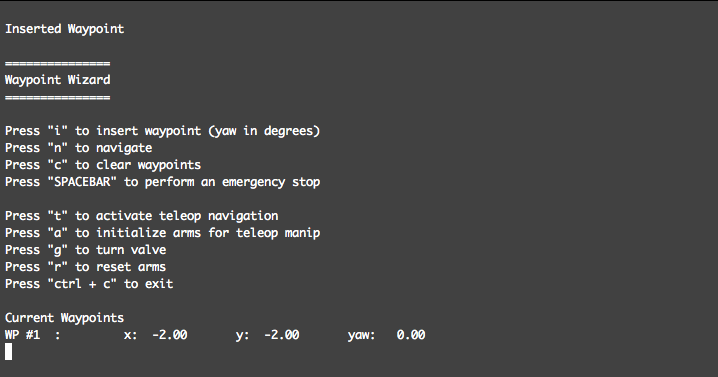 Inserted Waypoint
===============
Waypoint Wizard
===============
Press "i" to insert waypoint (yaw in degrees)
Press "n" to navigate
Press "c" to clear waypoints
Press "SPACEBAR" to perform an emergency stop
Press "t" to activate teleop navigation
Press "a" to initialize arms for teleop manip
Press "g" to turn valve
Press "r" to reset arms
Press "ctrl + c" to exit
Current Waypoints
WP #1  :         x:  -2.00       y:  -2.00       yaw:   0.00